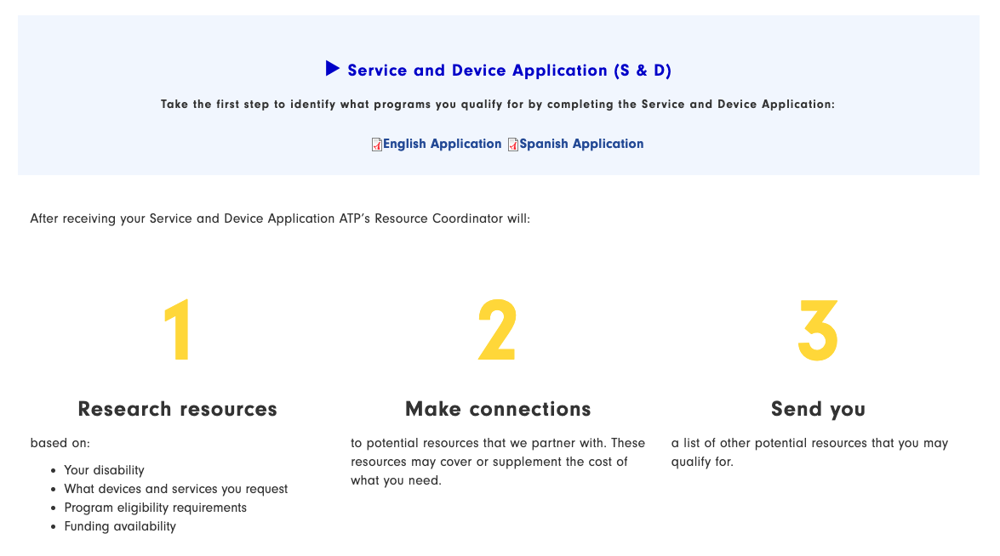 Service and Device Application (S & D)
Take the first step to identify what programs you qualify for by completing the Service and Device Application:
English Application Spanish Application
After receiving your Service and Device Application ATP’s Resource Coordinator will:
1
Research resources
based on:
• Your disability
• What devices and services you request
• Program eligibility requirements
• Funding availability
2
Make connections
to potential resources that we partner with. These
resources may cover or supplement the cost of
what you need.
3
Send you
a list of other potential resources that you may
qualify for.